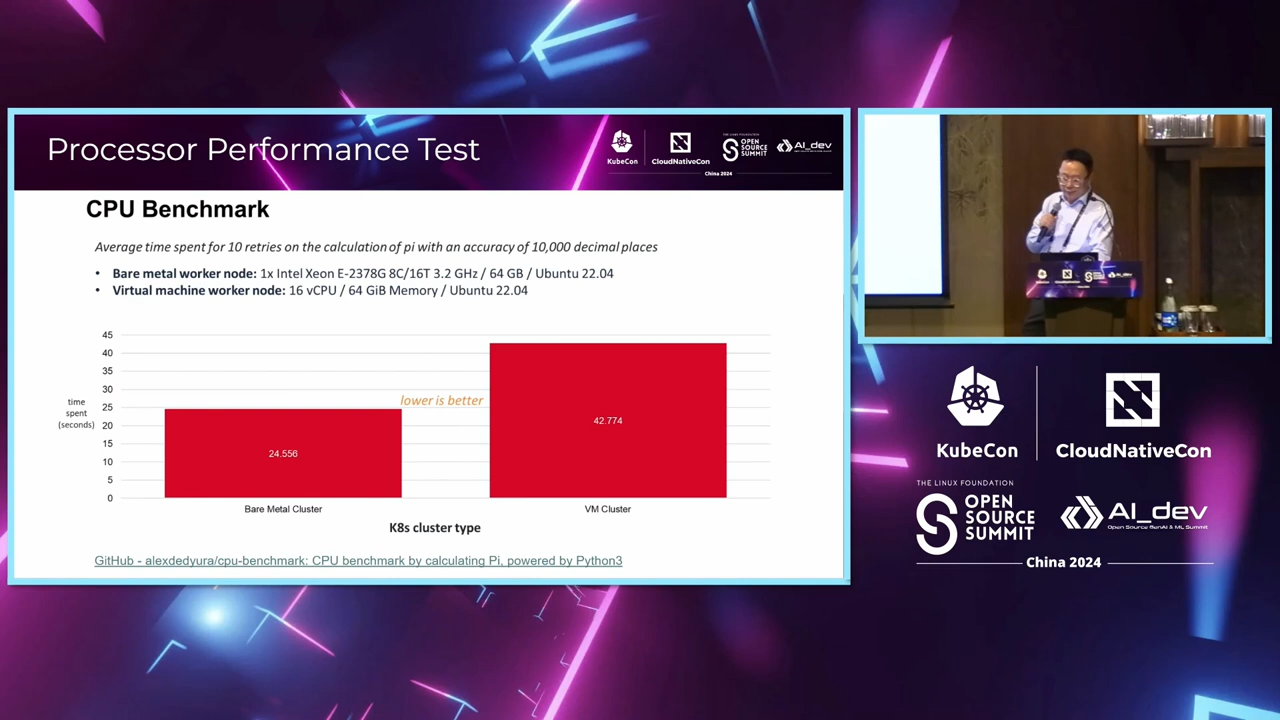 Processor Performance Test
KubeCon
CloudNativeCon
THE LINUX FOUNDATION
OPEN
SOURCE
SUMMIT
AI_dev
China 2024
CPU Benchmark
Average time spent for 10 retries on the calculation of pi with an accuracy of 10,000 decimal places
• Bare metal worker node: 1x Intel Xeon E-2378G 8C/16T 3.2 GHz / 64 GB / Ubuntu 22.04
• Virtual machine worker node: 16 vCPU / 64 GiB Memory / Ubuntu 22.04
45
40
35
30
25
20
15
10
5
0
time
spent
(seconds)
lower is better
24.556
42.774
Bare Metal Cluster
VM Cluster
K8s cluster type
GitHub - alexdedyura/cpu-benchmark: CPU benchmark by calculating Pi, powered by Python3
KubeCon
CloudNativeCon
THE LINUX FOUNDATION
OPEN
SOURCE
SUMMIT
AI_dev
Open Source GenAI & ML Summit
China 2024